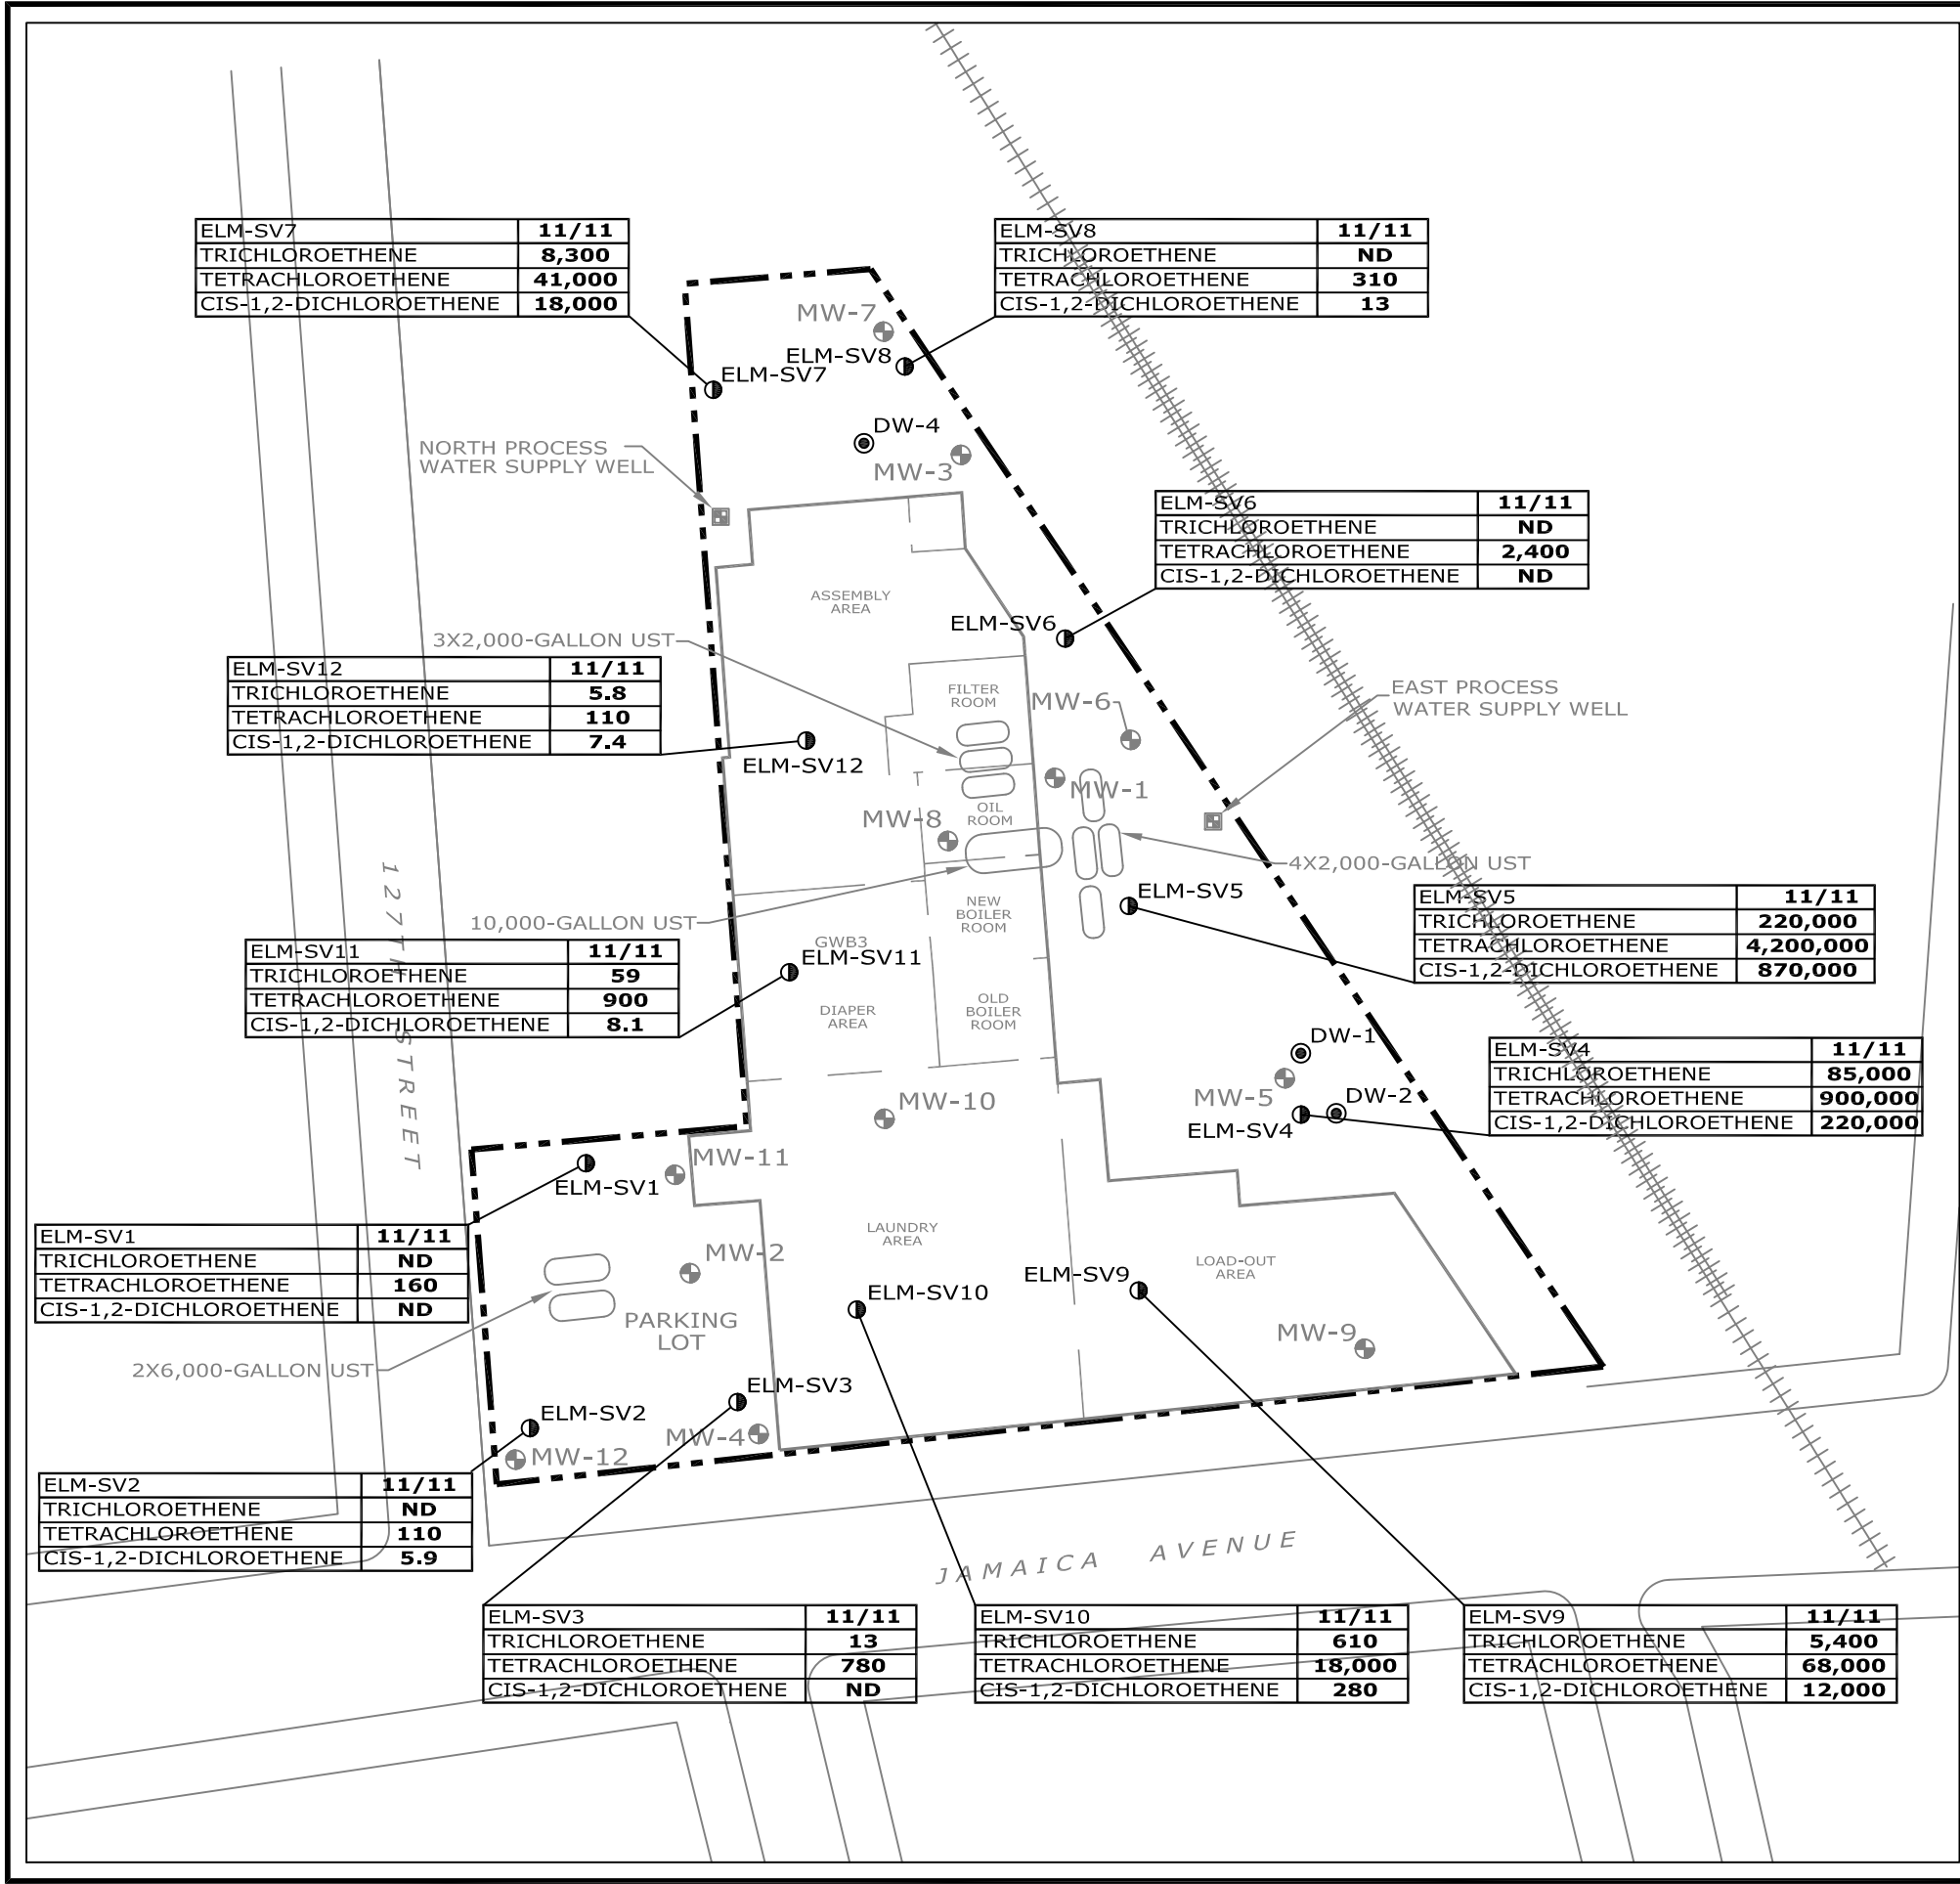 ELM-SV7 11/11
TRICHLOROETHENE 8,300
TETRACHLOROETHENE 41,000
CIS-1,2-DICHLOROETHENE 18,000
ELM-SV8 11/11
TRICHLOROETHENE ND
TETRACHLOROETHENE 310
CIS-1,2-DICHLOROETHENE 13
MW-7
ELM-SV8
ELM-SV7
DW-4
MW-3
NORTH PROCESS
WATER SUPPLY WELL
ELM-SV6 11/11
TRICHLOROETHENE ND
TETRACHLOROETHENE 2,400
CIS-1,2-DICHLOROETHENE ND
ASSEMBLY
AREA
ELM-SV6
3X2,000-GALLON UST
ELM-SV12 11/11
TRICHLOROETHENE 5.8
TETRACHLOROETHENE 110
CIS-1,2-DICHLOROETHENE 7.4
FILTER
ROOM
MW-6
EAST PROCESS
WATER SUPPLY WELL
ELM-SV12
MW-1
OIL
ROOM
MW-8
4X2,000-GALLON UST
127TH STREET
ELM-SV5
ELM-SV5 11/11
TRICHLOROETHENE 220,000
TETRACHLOROETHENE 4,200,000
CIS-1,2-DICHLOROETHENE 870,000
10,000-GALLON UST
NEW
BOILER
ROOM
GWB3
ELM-SV11
ELM-SV11 11/11
TRICHLOROETHENE 59
TETRACHLOROETHENE 900
CIS-1,2-DICHLOROETHENE 8.1
DIAPER
AREA
OLD
BOILER
ROOM
DW-1
ELM-SV4 11/11
TRICHLOROETHENE 85,000
TETRACHLOROETHENE 900,000
CIS-1,2-DICHLOROETHENE 220,000
MW-5
DW-2
MW-10
ELM-SV4
MW-11
ELM-SV1
ELM-SV1 11/11
TRICHLOROETHENE ND
TETRACHLOROETHENE 160
CIS-1,2-DICHLOROETHENE ND
LAUNDRY
AREA
MW-2
LOAD-OUT
AREA
ELM-SV9
ELM-SV10
PARKING
LOT
MW-9
2X6,000-GALLON UST
ELM-SV3
ELM-SV2
MW-4
MW-12
ELM-SV2 11/11
TRICHLOROETHENE ND
TETRACHLOROETHENE 110
CIS-1,2-DICHLOROETHENE 5.9
JAMAICA AVENUE
ELM-SV3 11/11
TRICHLOROETHENE 13
TETRACHLOROETHENE 780
CIS-1,2-DICHLOROETHENE ND
ELM-SV10 11/11
TRICHLOROETHENE 610
TETRACHLOROETHENE 18,000
CIS-1,2-DICHLOROETHENE 280
ELM-SV9 11/11
TRICHLOROETHENE 5,400
TETRACHLOROETHENE 68,000
CIS-1,2-DICHLOROETHENE 12,000